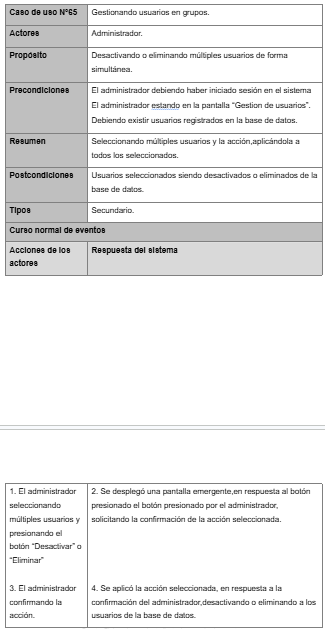 Caso de uso N°65 Gestionando usuarios en grupos.
Actores Administrador.
Propósito Desactivando o eliminando múltiples usuarios de forma
simultánea.
Precondiciones El administrador debiendo haber iniciado sesión en el sistema
El administrador estando en la pantalla “Gestion de usuarios”.
Debiendo existir usuarios registrados en la base de datos.
Resumen Seleccionando múltiples usuarios y la acción,aplicándola a
todos los seleccionados.
Postcondiciones Usuarios seleccionados siendo desactivados o eliminados de la
base de datos.
Tipos Secundario.
Curso normal de eventos
Acciones de los
actores
Respuesta del sistema
1. El administrador
seleccionando
múltiples usuarios y
presionando el
botón “Desactivar” o
“Eliminar”
2. Se desplegó una pantalla emergente,en respuesta al botón
presionado el botón presionado por el administrador,
solicitando la confirmación de la acción seleccionada.
3. El administrador
confirmando la
acción.
4. Se aplicó la acción seleccionada, en respuesta a la
confirmación del administrador,desactivando o eliminando a los
usuarios de la base de datos.